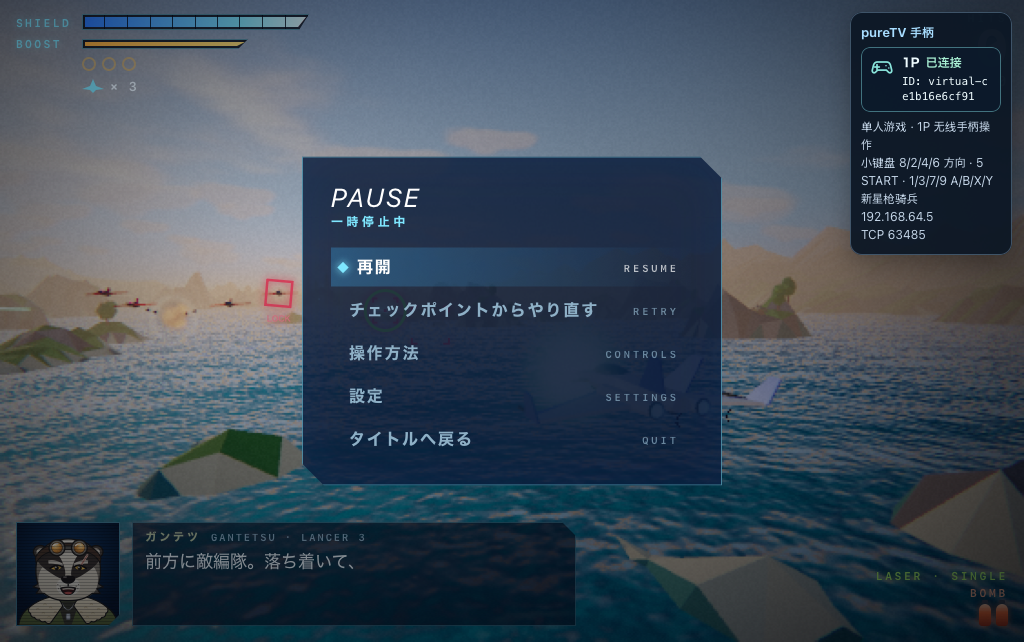 SHIELD
BOOST
× 3
pureTV 手柄
1P 已连接
ID: virtual-c
e1b16e6cf91
单人游戏 · 1P 无线手柄操
作
小键盘 8/2/4/6 方向 · 5
START · 1/3/7/9 A/B/X/Y
新星枪骑兵
192.168.64.5
TCP 63485
PAUSE
一時停止中
再開 RESUME
チェックポイントからやり直す RETRY
操作方法 CONTROLS
設定 SETTINGS
タイトルへ戻る QUIT
ガンテツ GANTETSU · LANCER 3
前方に敵編隊。落ち着いて、
LASER · SINGLE
BOMB